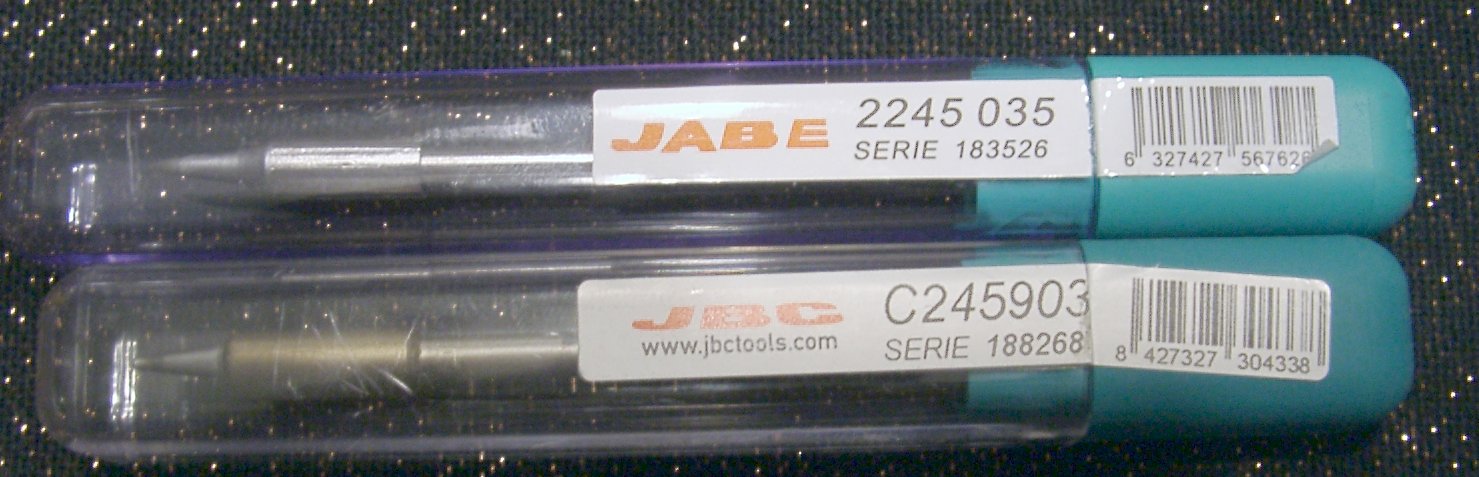 JABE
2245 035
SERIE 183526
6 327427 567626
JBC
www.jbctools.com
C245903
SERIE 188268
8 427327 304338